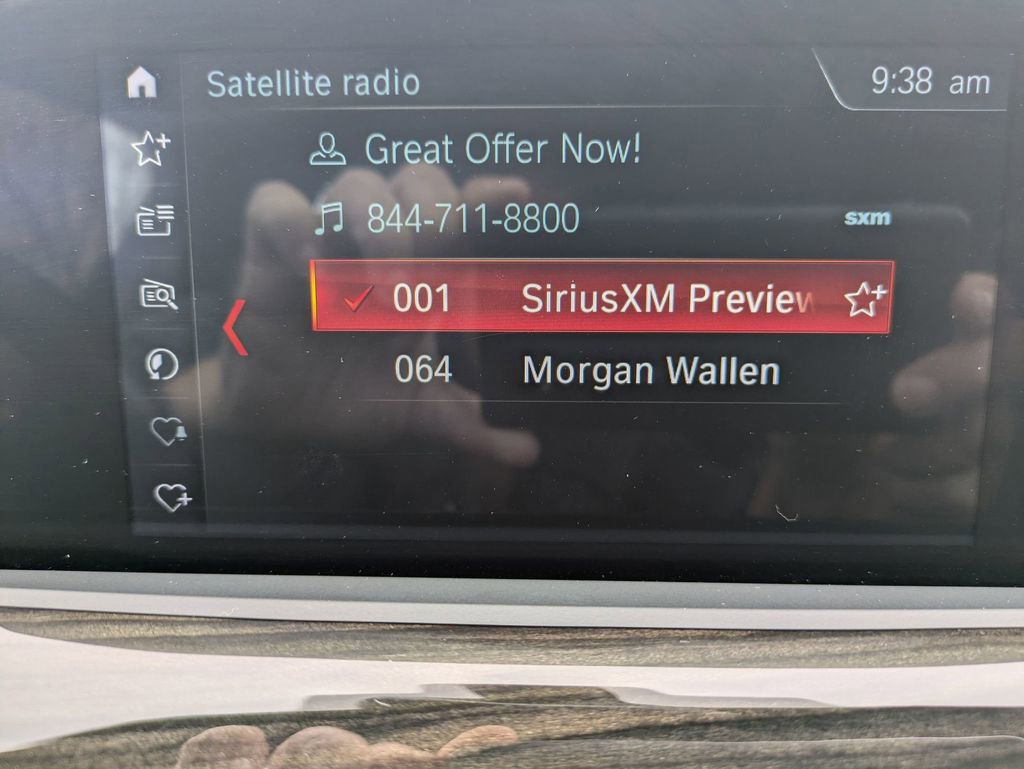 Satellite radio
9:38 am
Great Offer Now!
844-711-8800
sxm
001 SiriusXM Preview
064 Morgan Wallen